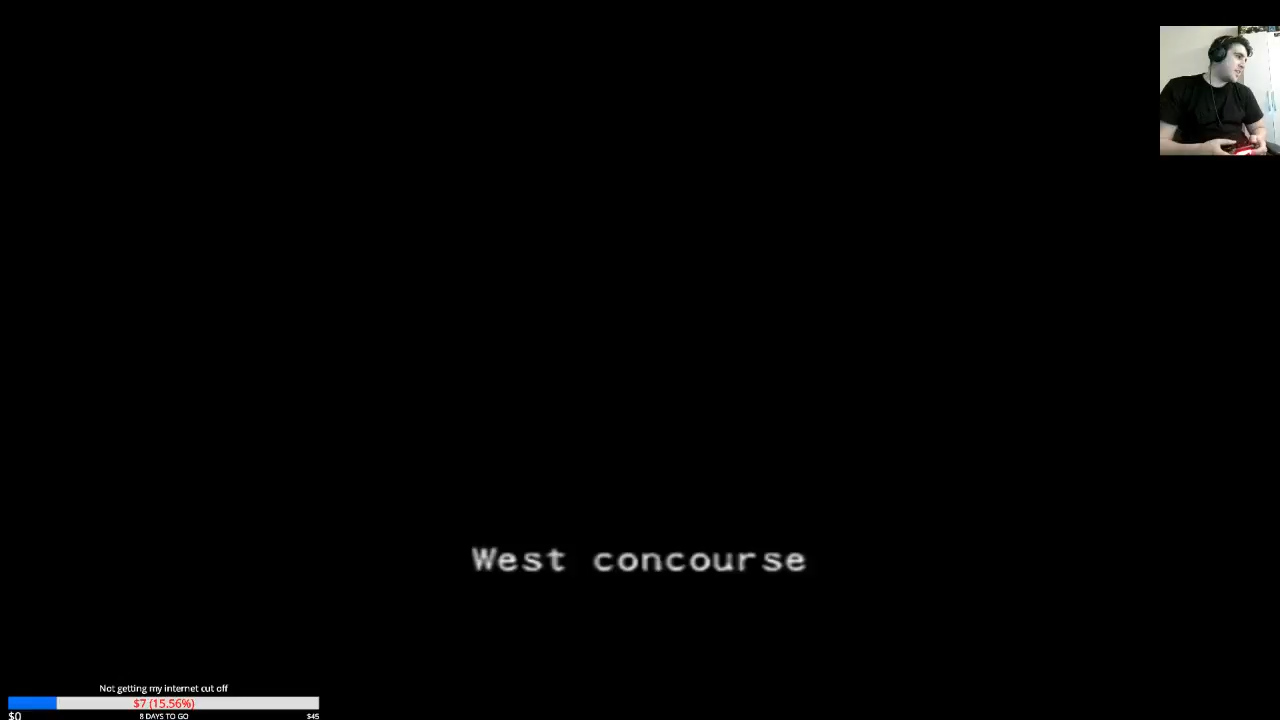 West concourse
Not getting my internet cut off
$7 (15.56%)
$0 8 DAYS TO GO $45